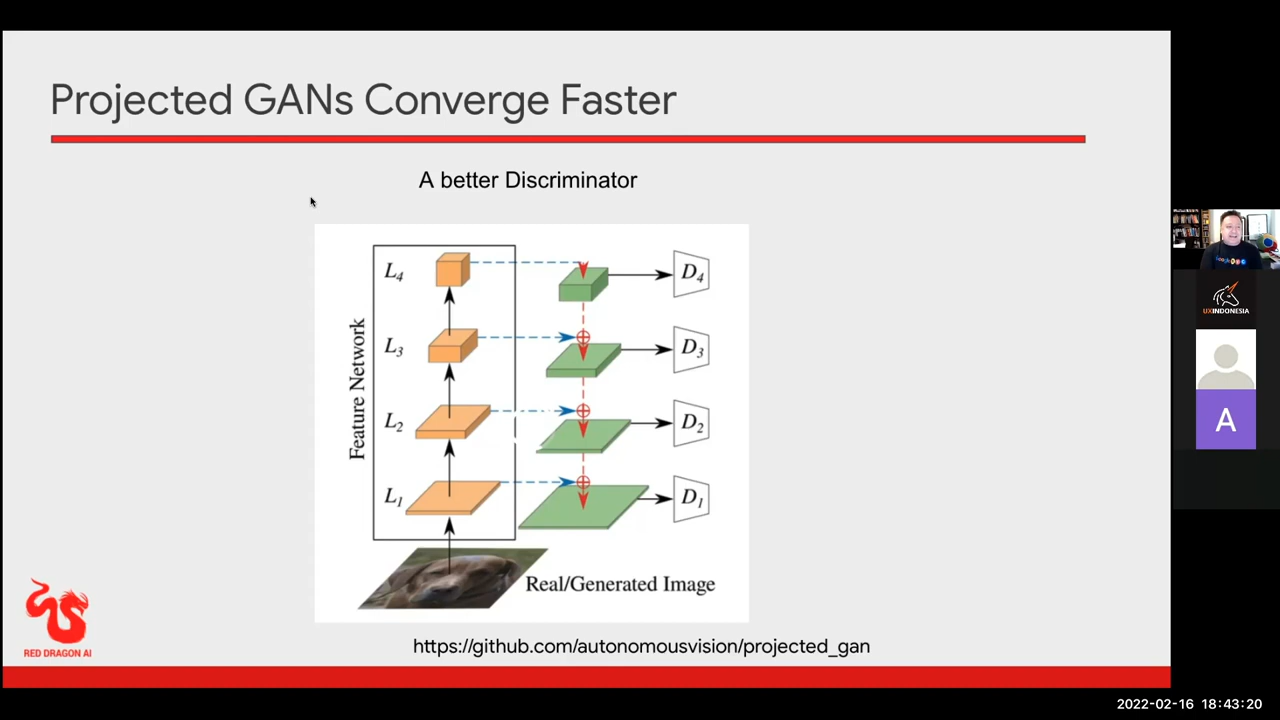 Projected GANs Converge Faster
A better Discriminator
Feature Network
L4
D4
L3
D3
L2
D2
L1
D1
Real/Generated Image
https://github.com/autonomousvision/projected_gan
RED DRAGON AI
UXINDONESIA
A
2022-02-16 18:43:20